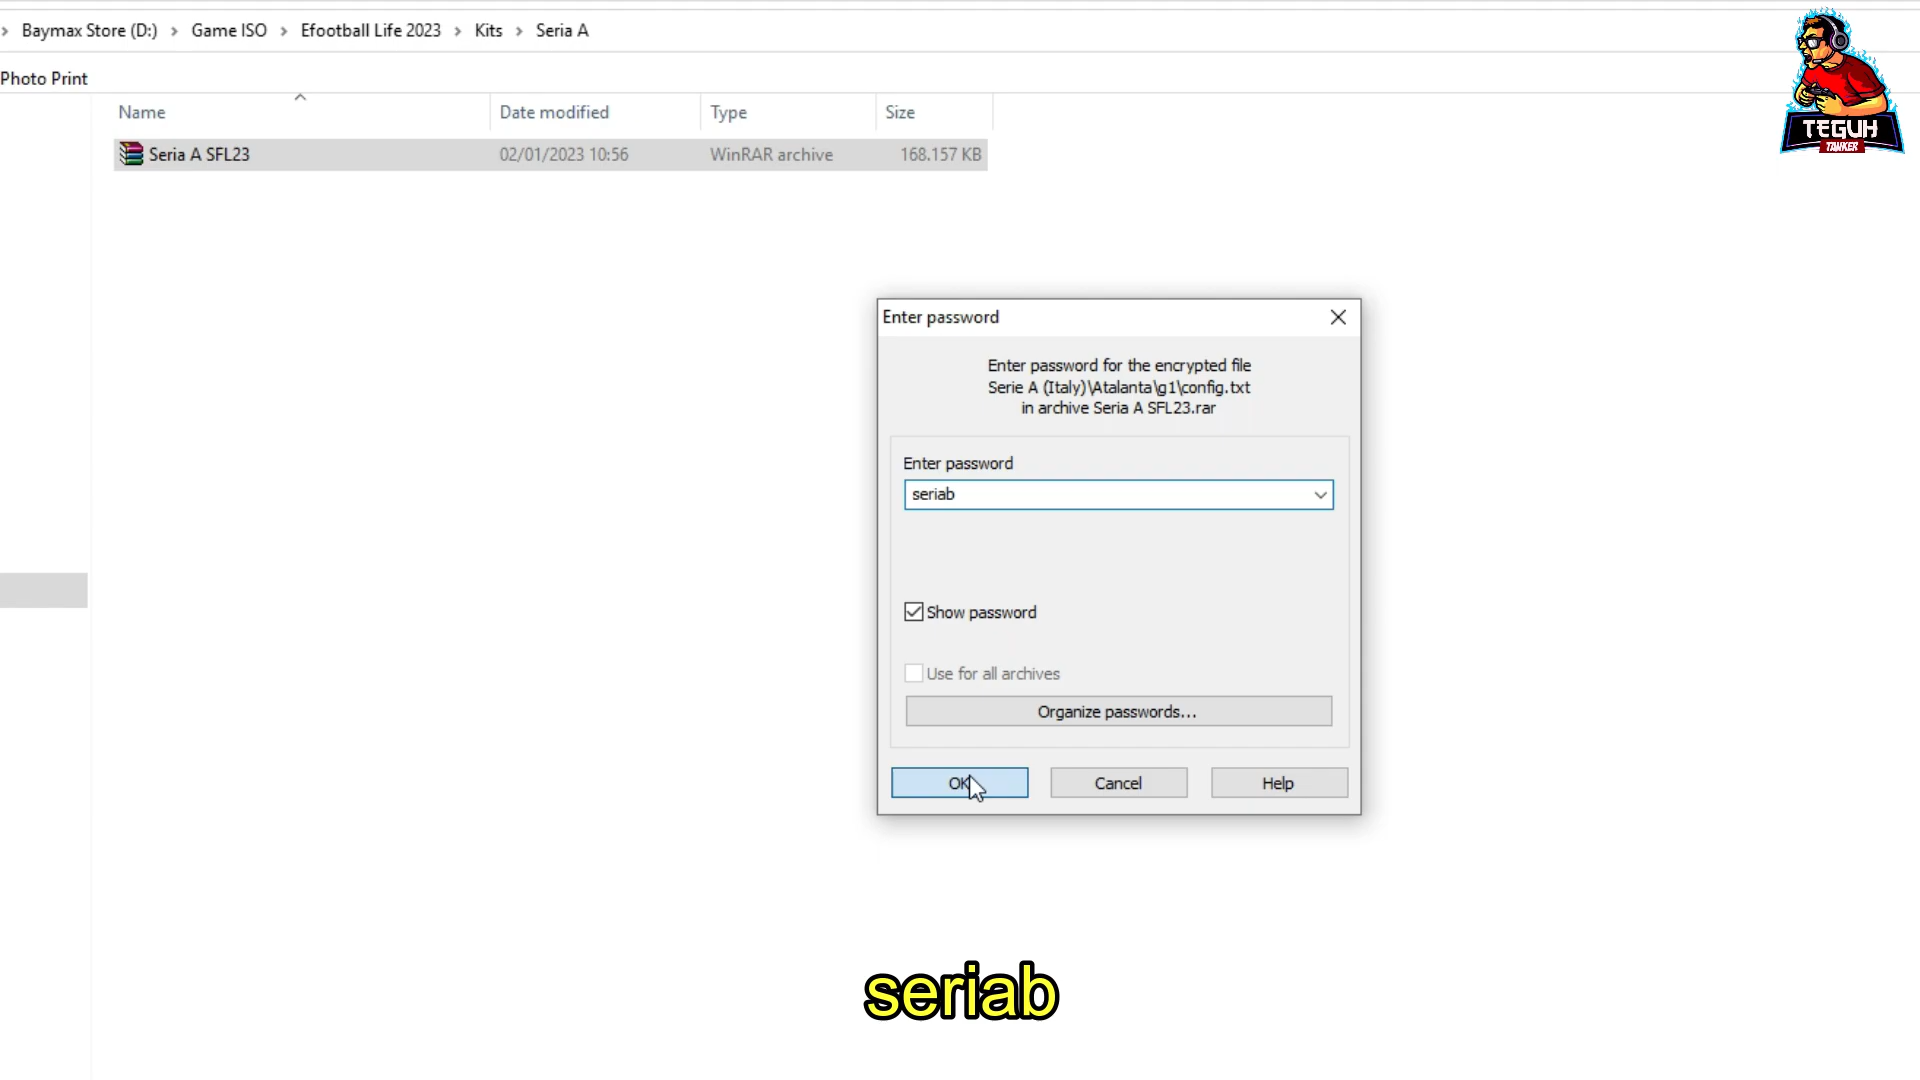 Baymax Store (D:) > Game ISO > Efootball Life 2023 > Kits > Seria A
Photo Print
Name Date modified Type Size
Seria A SFL23 02/01/2023 10:56 WinRAR archive 168.157 KB
TEGUH
TAWKER
Enter password
Enter password for the encrypted file
Serie A (Italy)\Atalanta\g1\config.txt
in archive Seria A SFL23.rar
Enter password
seriab
Show password
Use for all archives
Organize passwords...
OK Cancel Help
seriab